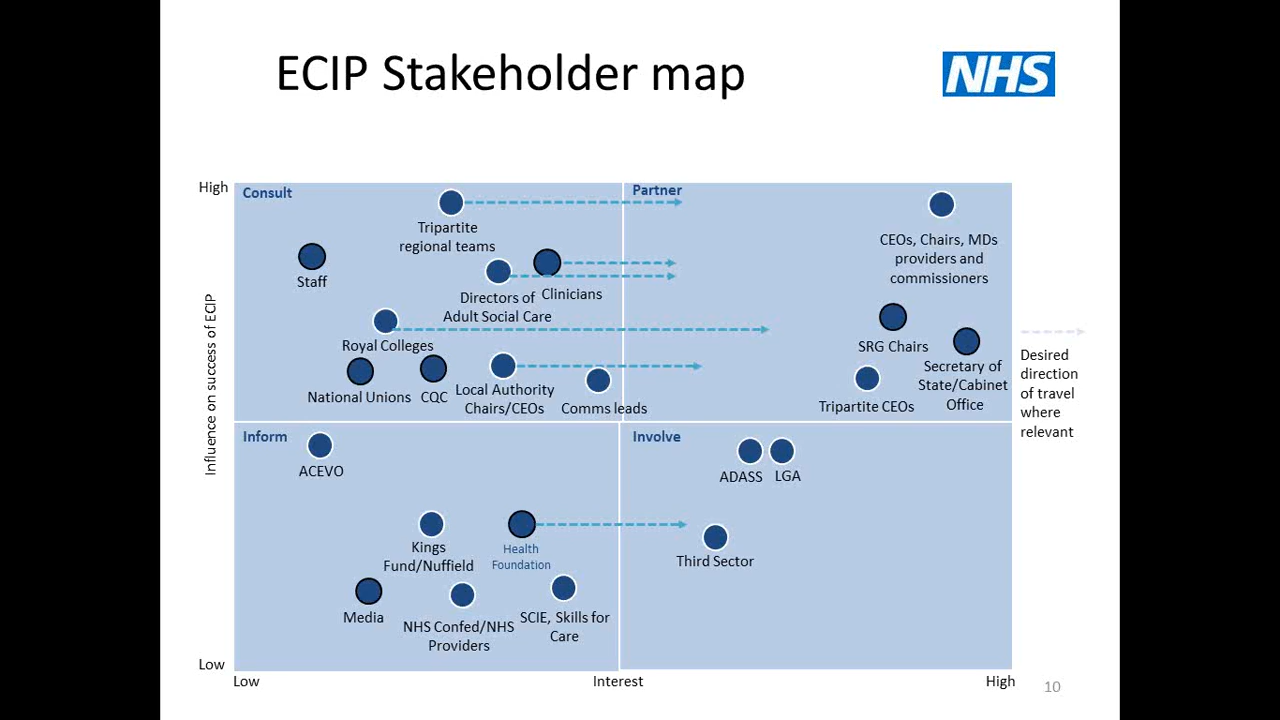 ECIP Stakeholder map
NHS
High
Consult
Partner
Tripartite
regional teams
CEOs, Chairs, MDs
providers and
commissioners
Staff
Directors of
Adult Social Care
Clinicians
Royal Colleges
SRG Chairs
Secretary of
State/Cabinet
Office
National Unions
CQC
Local Authority
Chairs/CEOs
Comms leads
Tripartite CEOs
Desired
direction
of travel
where
relevant
Influence on success of ECIP
Inform
Involve
ACEVO
ADASS
LGA
Kings
Fund/Nuffield
Health
Foundation
Third Sector
Media
NHS Confed/NHS
Providers
SCIE, Skills for
Care
Low
Low
Interest
High
10